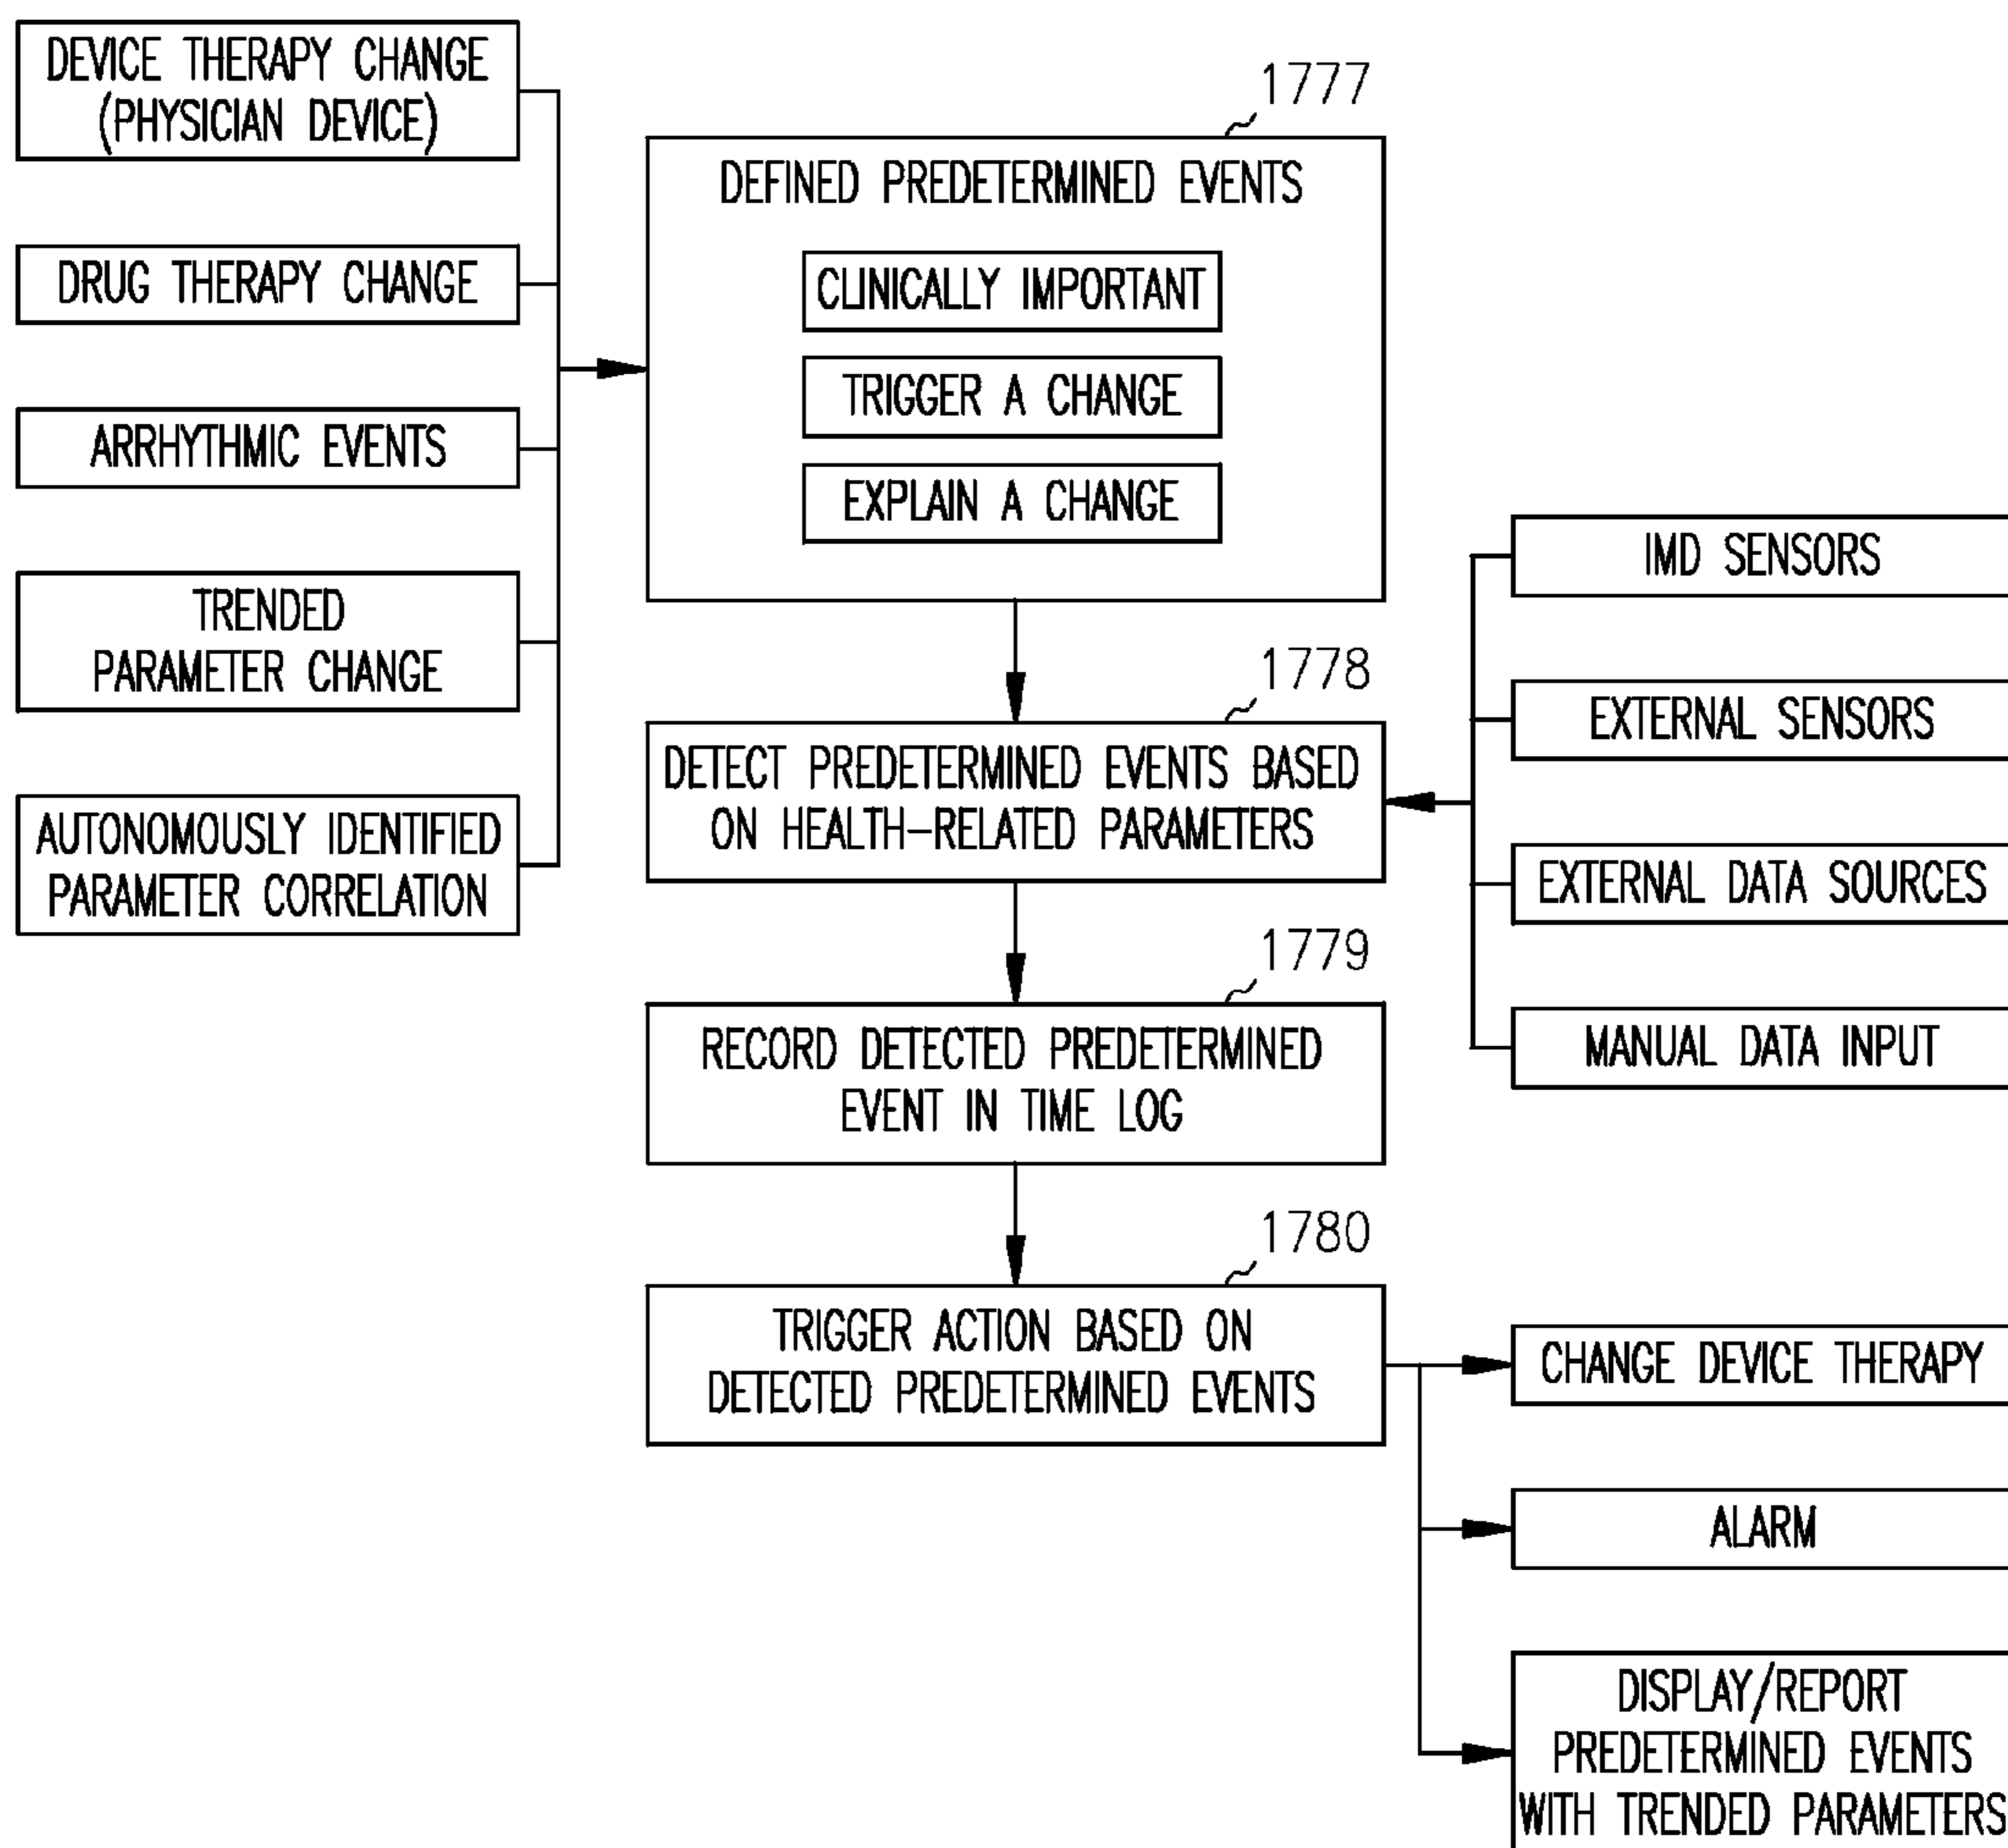 DEVICE THERAPY CHANGE
(PHYSICIAN DEVICE)
DRUG THERAPY CHANGE
ARRHYTHMIC EVENTS
TRENDED
PARAMETER CHANGE
AUTONOMOUSLY IDENTIFIED
PARAMETER CORRELATION
1777
DEFINED PREDETERMINED EVENTS
CLINICALLY IMPORTANT
TRIGGER A CHANGE
EXPLAIN A CHANGE
1778
DETECT PREDETERMINED EVENTS BASED
ON HEALTH-RELATED PARAMETERS
IMD SENSORS
EXTERNAL SENSORS
EXTERNAL DATA SOURCES
MANUAL DATA INPUT
1779
RECORD DETECTED PREDETERMINED
EVENT IN TIME LOG
1780
TRIGGER ACTION BASED ON
DETECTED PREDETERMINED EVENTS
CHANGE DEVICE THERAPY
ALARM
DISPLAY/REPORT
PREDETERMINED EVENTS
WITH TRENDED PARAMETERS